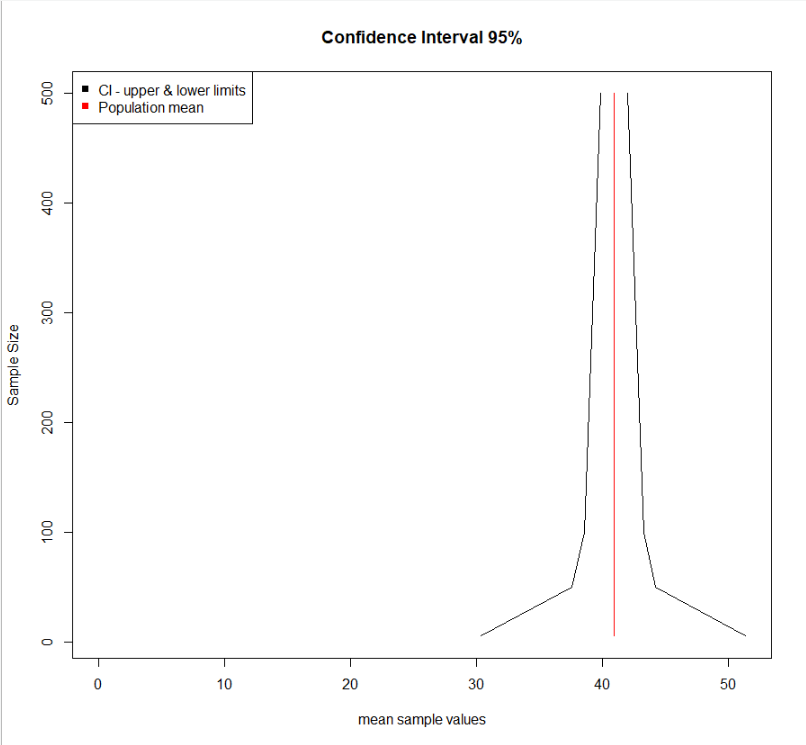 Confidence Interval 95%
CI - upper & lower limits
Population mean
500
400
300
200
100
0
Sample Size
0 10 20 30 40 50
mean sample values